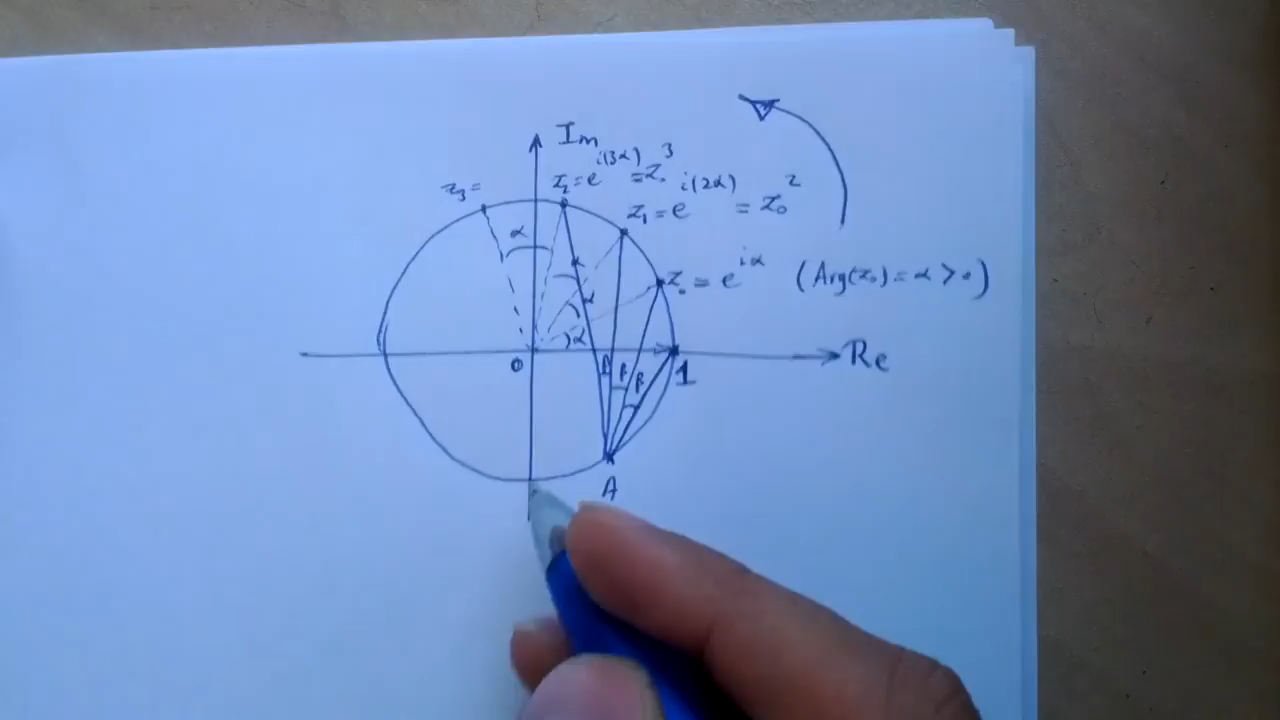 Im
z₃ =
z₂ = e^{i(3α)} = z₀³
z₁ = e^{i(2α)} = z₀²
z₀ = e^{iα} (Arg(z₀) = α > 0)
α
α
α
α
0
1
Re
β
β
β
A